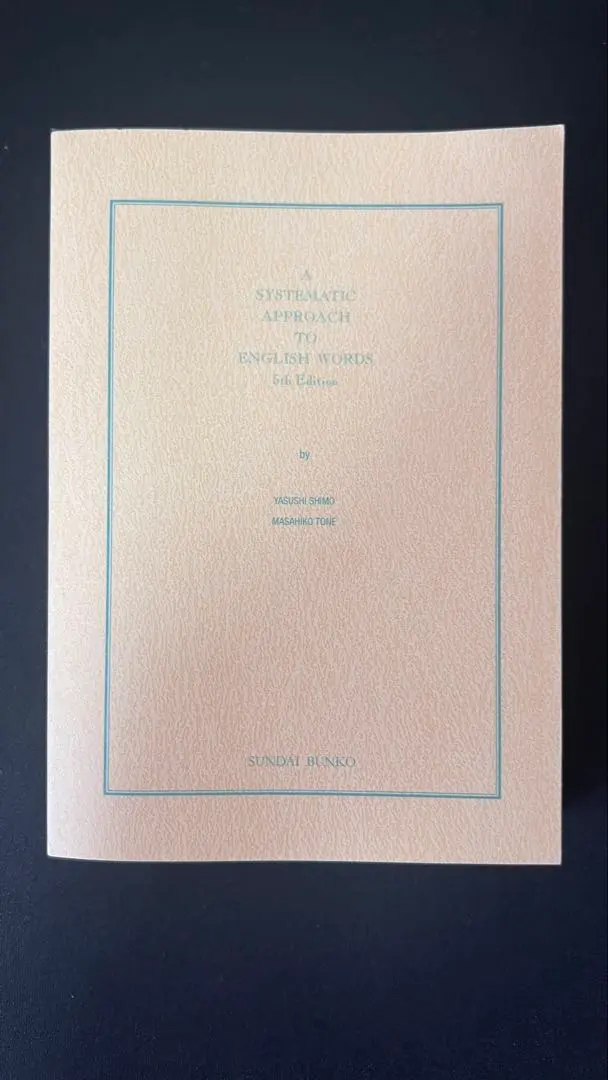 A
SYSTEMATIC
APPROACH
TO
ENGLISH WORDS
5th Edition
by
YASUSHI SHIMO
MASAHIKO TONE
SUNDAI BUNKO